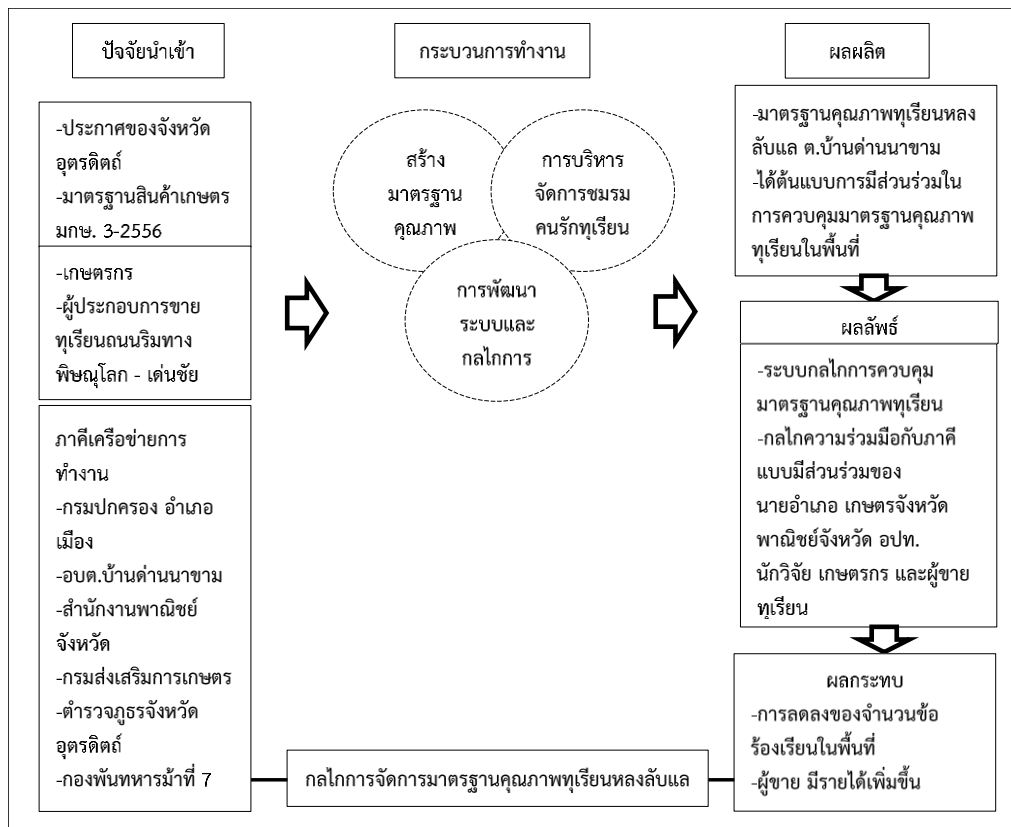 ปัจจัยนำเข้า
-ประกาศของจังหวัด
อุตรดิตถ์
-มาตรฐานสินค้าเกษตร
มกษ. 3-2556
-เกษตรกร
-ผู้ประกอบการขาย
ทุเรียนถนนริมทาง
พิษณุโลก - เด่นชัย
ภาคีเครือข่ายการ
ทำงาน
-กรมปกครอง อำเภอ
เมือง
-อบต.บ้านด่านนาขาม
-สำนักงานพาณิชย์
จังหวัด
-กรมส่งเสริมการเกษตร
-ตำรวจภูธรจังหวัด
อุตรดิตถ์
-กองพันทหารม้าที่ 7
กระบวนการทำงาน
สร้าง
มาตรฐาน
คุณภาพ
การบริหาร
จัดการชมรม
คนรักทุเรียน
การพัฒนา
ระบบและ
กลไกการ
ผลผลิต
-มาตรฐานคุณภาพทุเรียนหลง
ลับแล ต.บ้านด่านนาขาม
-ได้ต้นแบบการมีส่วนร่วมใน
การควบคุมมาตรฐานคุณภาพ
ทุเรียนในพื้นที่
ผลลัพธ์
-ระบบกลไกการควบคุม
มาตรฐานคุณภาพทุเรียน
-กลไกความร่วมมือกับภาคี
แบบมีส่วนร่วมของ
นายอำเภอ เกษตรจังหวัด
พาณิชย์จังหวัด อปท.
นักวิจัย เกษตรกร และผู้ขาย
ทุเรียน
ผลกระทบ
-การลดลงของจำนวนข้อ
ร้องเรียนในพื้นที่
-ผู้ขาย มีรายได้เพิ่มขึ้น
กลไกการจัดการมาตรฐานคุณภาพทุเรียนหลงลับแล